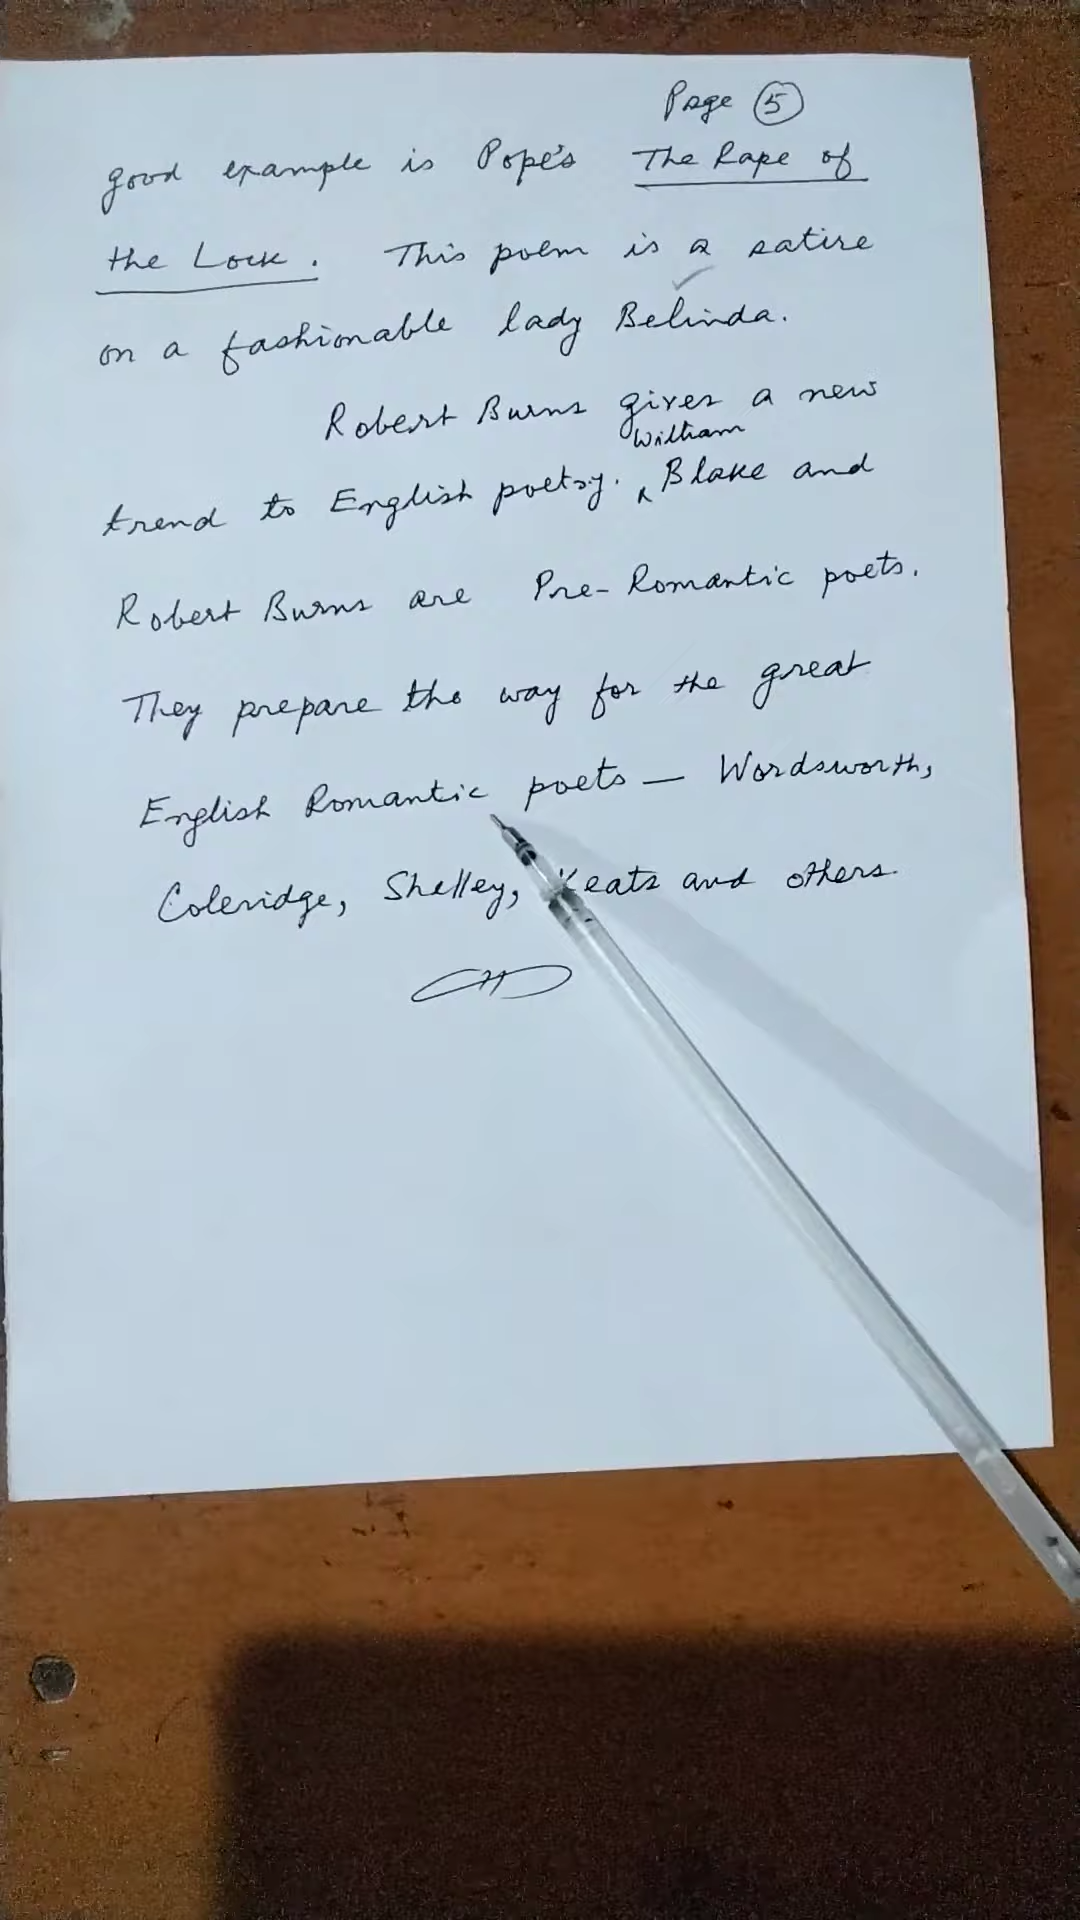 Page 5
good example is Pope's The Rape of
the Lock. This poem is a satire
on a fashionable lady Belinda.
Robert Burns gives a new
William
trend to English poetry. ^ Blake and
Robert Burns are Pre-Romantic poets.
They prepare the way for the great
English Romantic poets — Wordsworth,
Coleridge, Shelley, Keats and others.